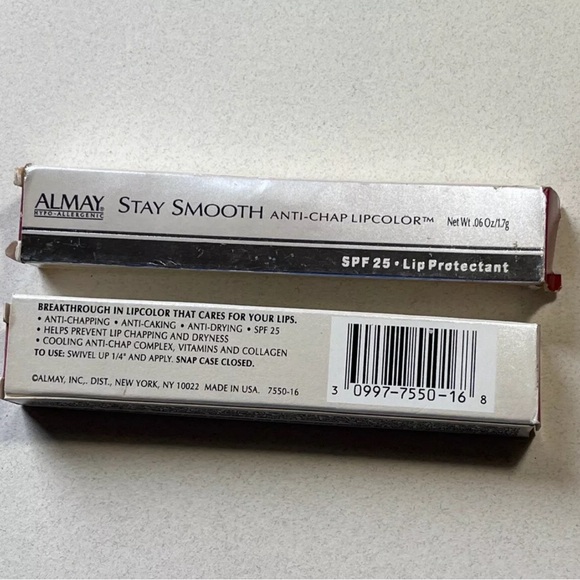 ALMAY STAY SMOOTH ANTI-CHAP LIPCOLOR™ Net Wt .06 Oz/1.7g
HYPO-ALLERGENIC
SPF 25 • Lip Protectant
BREAKTHROUGH IN LIPCOLOR THAT CARES FOR YOUR LIPS.
• ANTI-CHAPPING • ANTI-CAKING • ANTI-DRYING • SPF 25
• HELPS PREVENT LIP CHAPPING AND DRYNESS
• COOLING ANTI-CHAP COMPLEX, VITAMINS AND COLLAGEN
TO USE: SWIVEL UP 1/4" AND APPLY. SNAP CASE CLOSED.
©ALMAY, INC,. DIST., NEW YORK, NY 10022 MADE IN USA. 7550-16
3 0997-7550-16 8